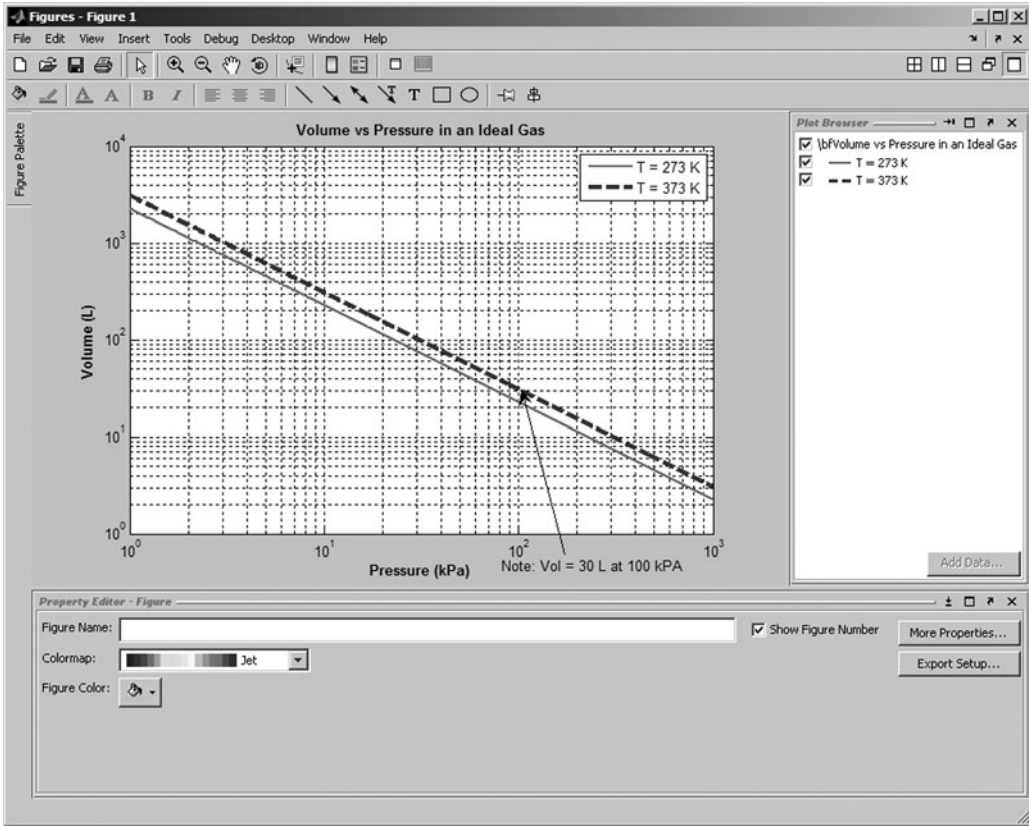 Figures - Figure 1
File Edit View Insert Tools Debug Desktop Window Help
B I T
Figure Palette
Volume vs Pressure in an Ideal Gas
T = 273 K
T = 373 K
10^4
10^3
10^2
10^1
10^0
Volume (L)
10^0 10^1 10^2 10^3
Pressure (kPa)
Note: Vol = 30 L at 100 kPA
Plot Browser
\bfVolume vs Pressure in an Ideal Gas
T = 273 K
T = 373 K
Add Data...
Property Editor - Figure
Figure Name:
Show Figure Number
More Properties...
Colormap:
Jet
Export Setup...
Figure Color: